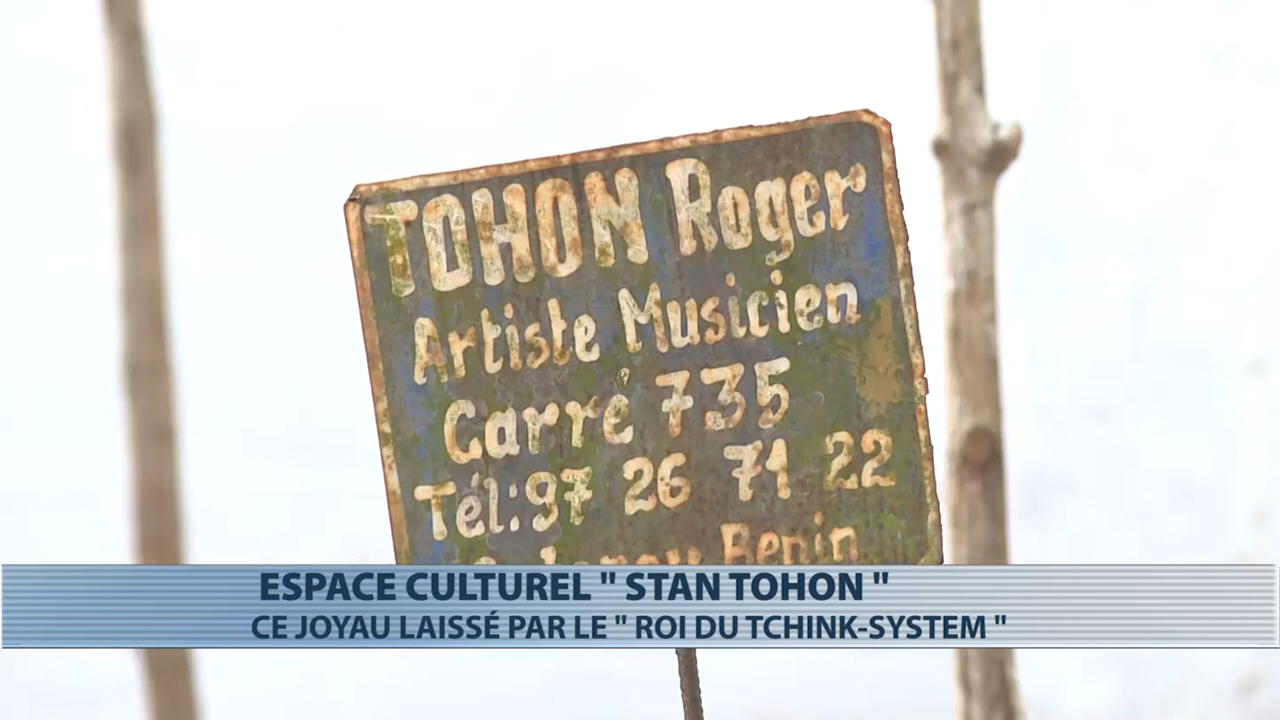 TOHON Roger
Artiste Musicien
Carré 735
Tél: 97 26 71 22
Benin
ESPACE CULTUREL " STAN TOHON "
CE JOYAU LAISSÉ PAR LE " ROI DU TCHINK-SYSTEM "